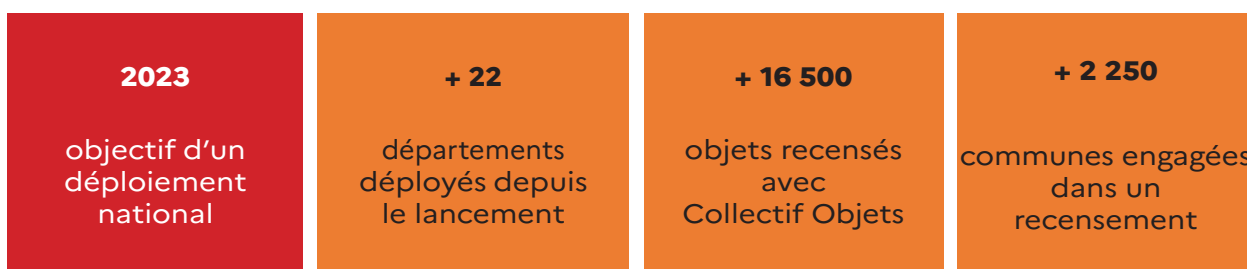 2023
objectif d'un
déploiement
national
+ 22
départements
déployés depuis
le lancement
+ 16 500
objets recensés
avec
Collectif Objets
+ 2 250
communes engagées
dans un
recensement